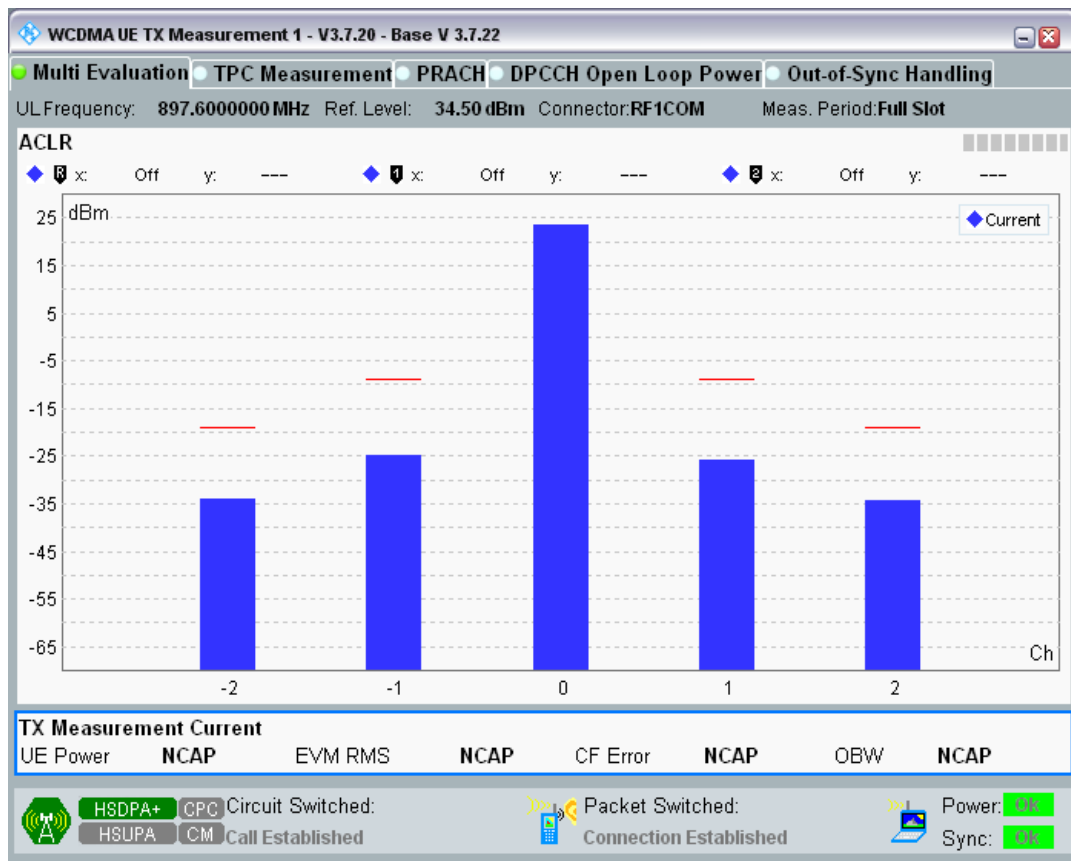 WCDMA UE TX Measurement 1 - V3.7.20 - Base V 3.7.22
Multi Evaluation TPC Measurement PRACH DPCCH Open Loop Power Out-of-Sync Handling
UL Frequency: 897.6000000 MHz Ref. Level: 34.50 dBm Connector: RF1COM Meas. Period: Full Slot
ACLR
R x: Off y: --- 1 x: Off y: --- 2 x: Off y: ---
dBm
Current
25
15
5
-5
-15
-25
-35
-45
-55
-65
Ch
-2 -1 0 1 2
TX Measurement Current
UE Power NCAP EVM RMS NCAP CF Error NCAP OBW NCAP
HSDPA+ CPC Circuit Switched: Packet Switched: Power: OK
HSUPA CM Call Established Connection Established Sync: OK